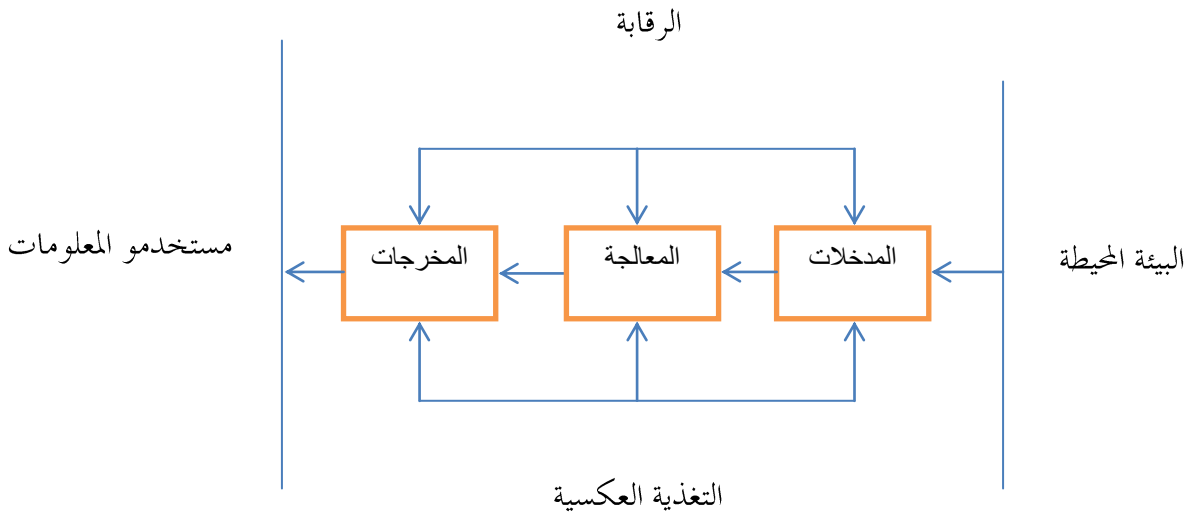 الرقابة
البيئة المحيطة
المدخلات
المعالجة
المخرجات
مستخدمو المعلومات
التغذية العكسية